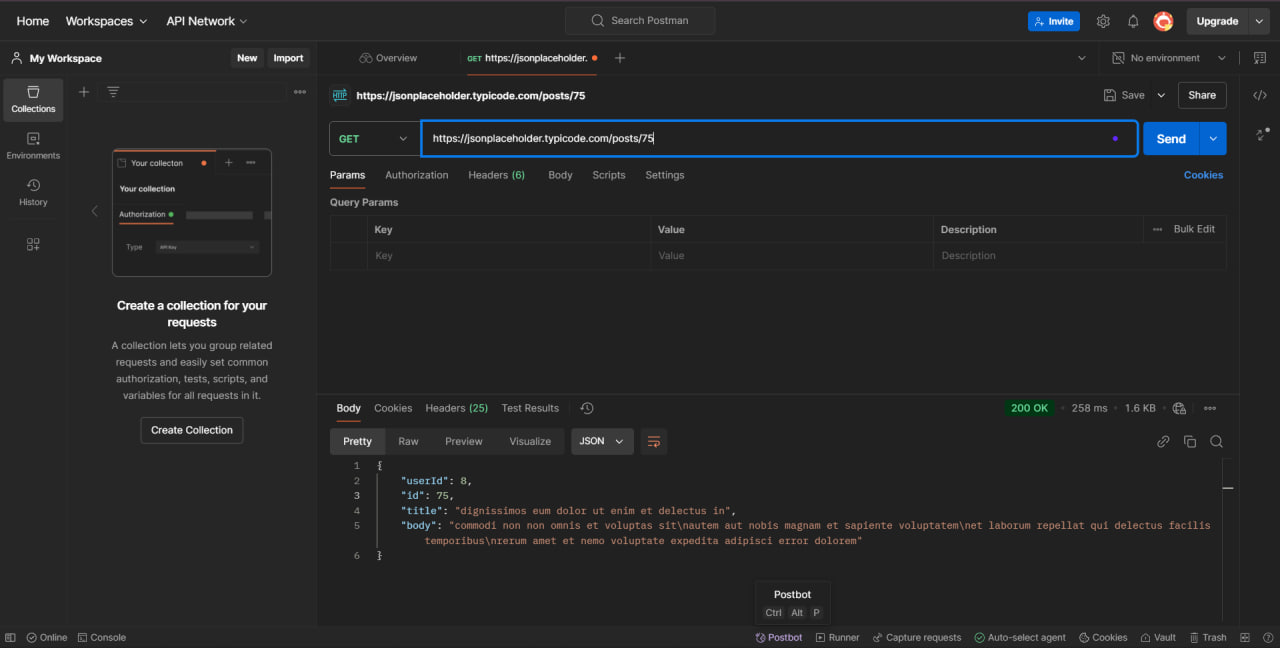 Home Workspaces API Network Search Postman Invite Upgrade
My Workspace New Import Overview GET https://jsonplaceholder. No environment
Collections
Environments
History
Your collecton
Your collection
Authorization
Type API Key
Create a collection for your
requests
A collection lets you group related
requests and easily set common
authorization, tests, scripts, and
variables for all requests in it.
Create Collection
HTTP https://jsonplaceholder.typicode.com/posts/75 Save Share
GET https://jsonplaceholder.typicode.com/posts/75 Send
Params Authorization Headers (6) Body Scripts Settings Cookies
Query Params
Key Value Description Bulk Edit
Key Value Description
Body Cookies Headers (25) Test Results 200 OK 258 ms 1.6 KB
Pretty Raw Preview Visualize JSON
1 {
2 "userId": 8,
3 "id": 75,
4 "title": "dignissimos eum dolor ut enim et delectus in",
5 "body": "commodi non non omnis et voluptas sit\nautem aut nobis magnam et sapiente voluptatem\net laborum repellat qui delectus facilis
temporibus\nrerum amet et nemo voluptate expedita adipisci error dolorem"
6 }
Postbot
Ctrl Alt P
Online Console Postbot Runner Capture requests Auto-select agent Cookies Vault Trash